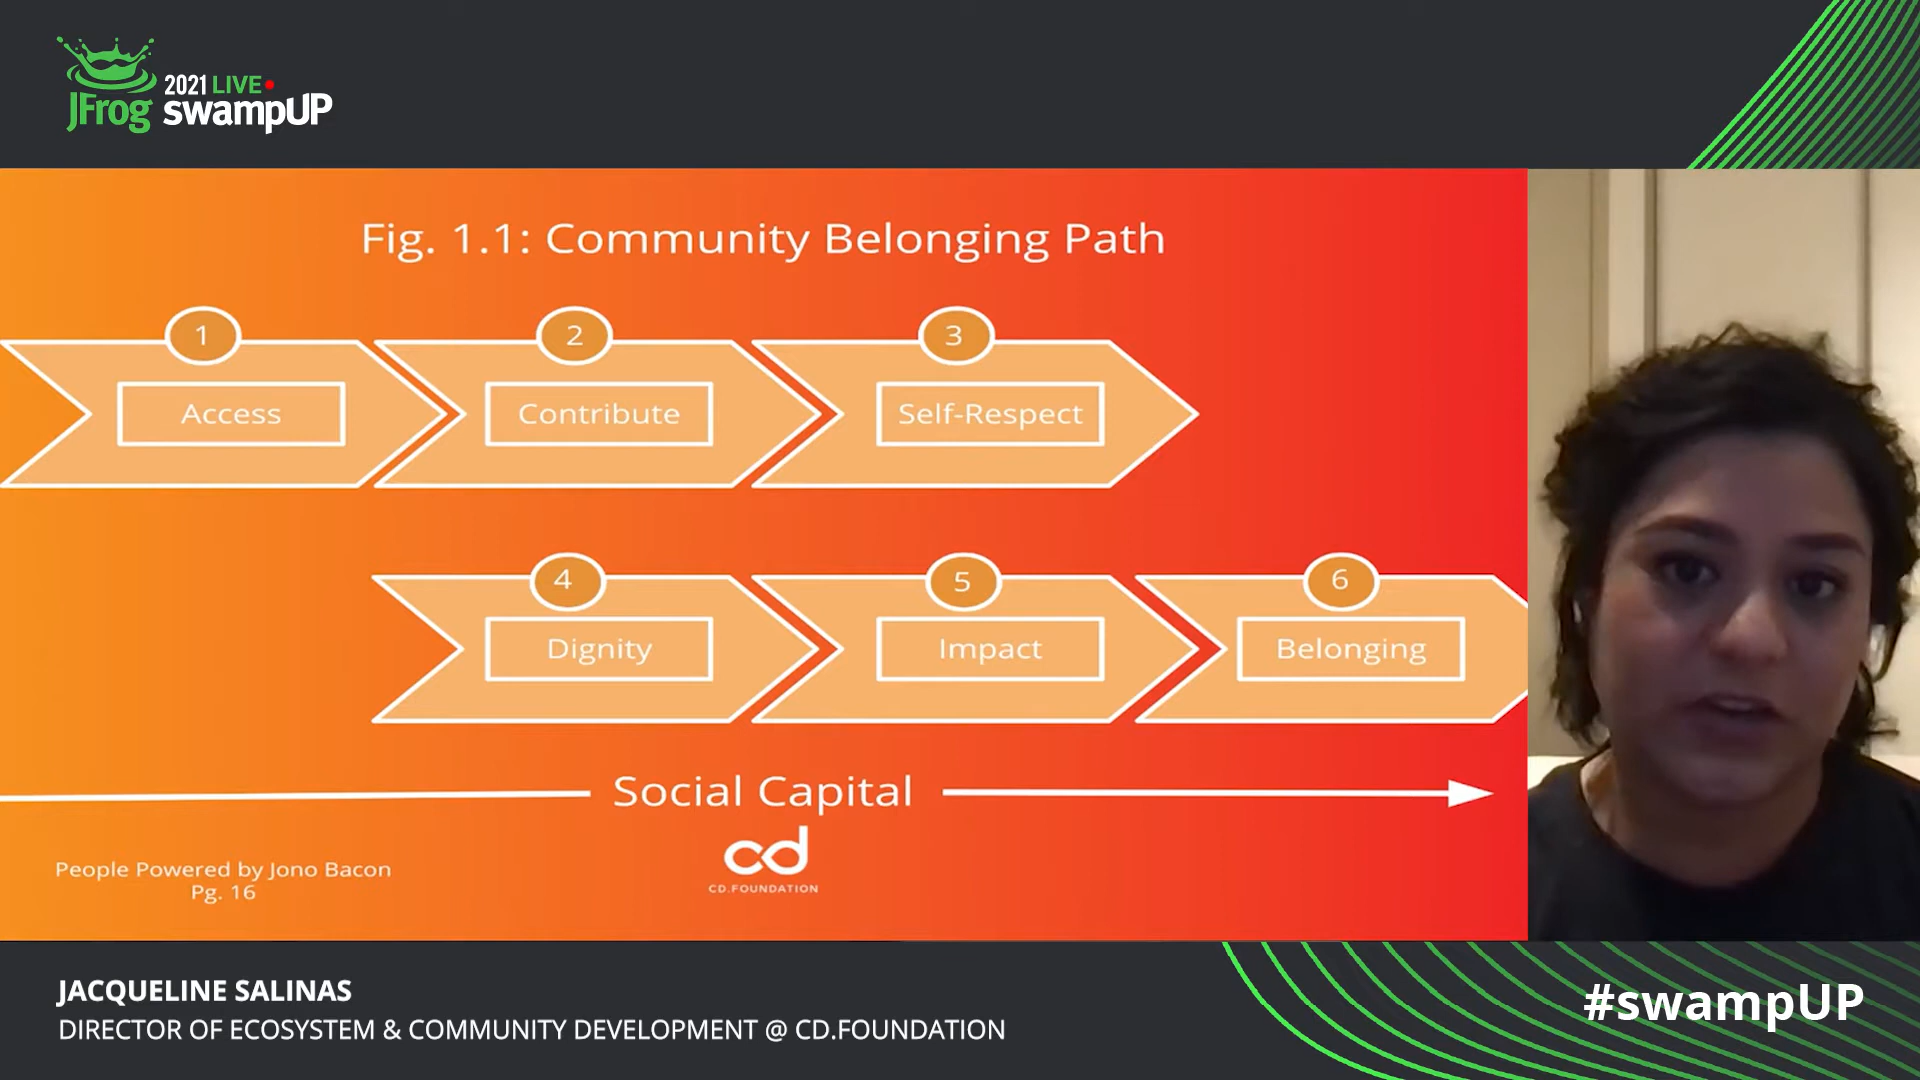 2021 LIVE
JFrog swampUP
Fig. 1.1: Community Belonging Path
1
2
3
Access
Contribute
Self-Respect
4
5
6
Dignity
Impact
Belonging
Social Capital
cd
CD.FOUNDATION
People Powered by Jono Bacon
Pg. 16
JACQUELINE SALINAS
DIRECTOR OF ECOSYSTEM & COMMUNITY DEVELOPMENT @ CD.FOUNDATION
#swampUP